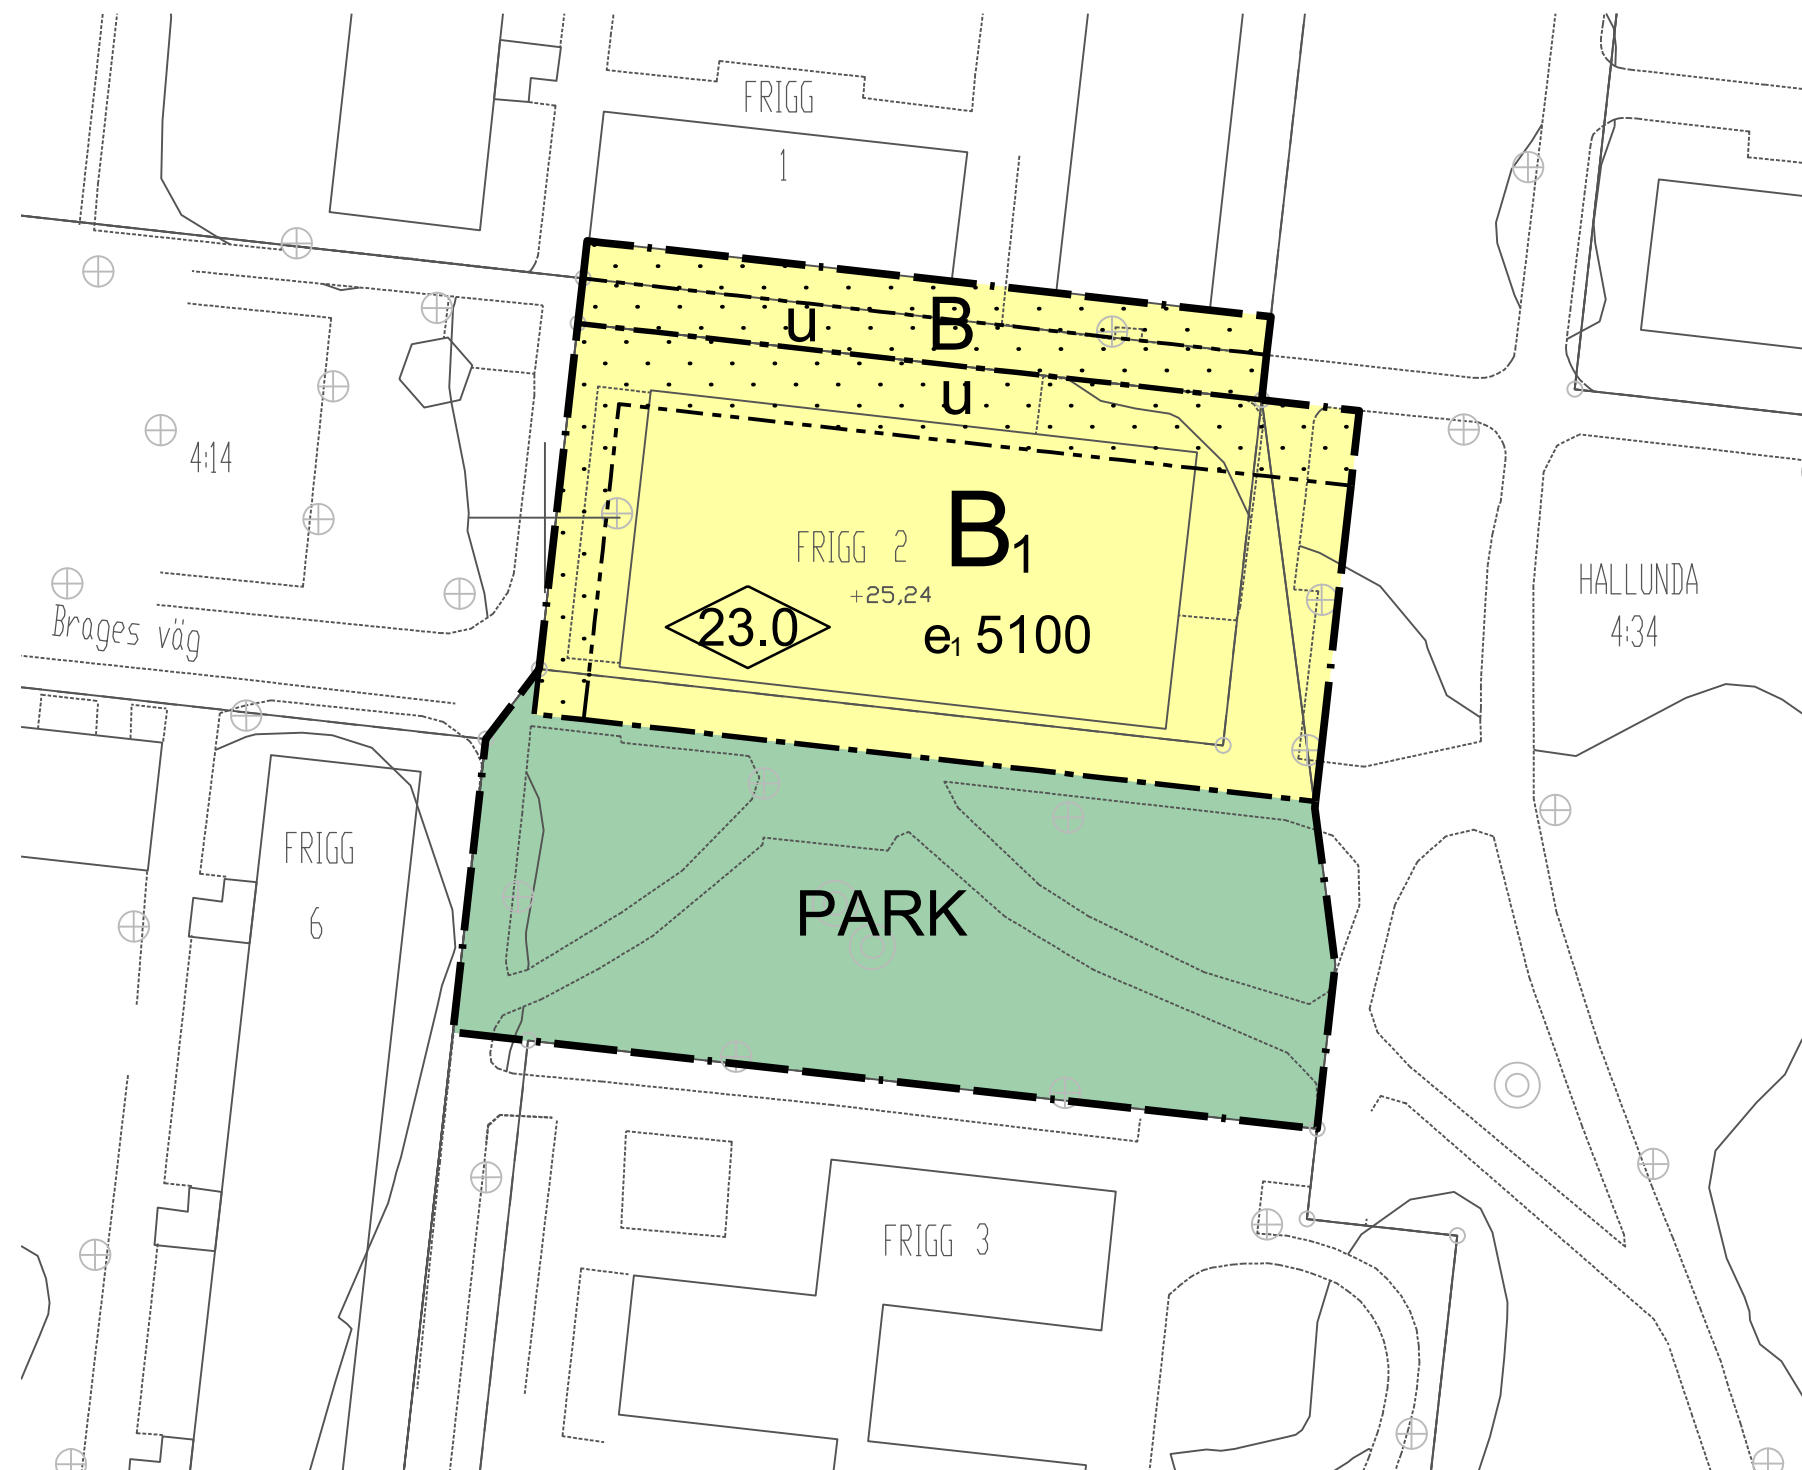 FRIGG
1
u B
u
4:14
B₁
FRIGG 2
+25,24
HALLUNDA
4:34
23.0
e₁ 5100
Brages väg
FRIGG
6
PARK
FRIGG 3